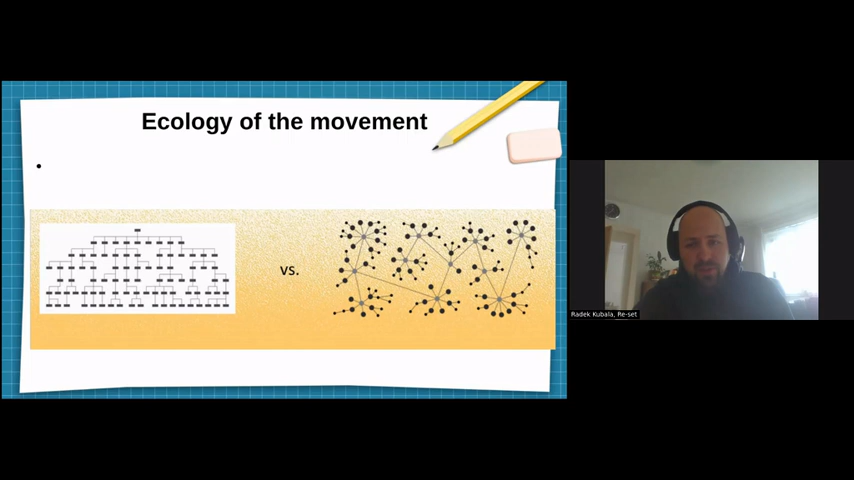 Ecology of the movement
vs.
Radek Kubala, Re-set